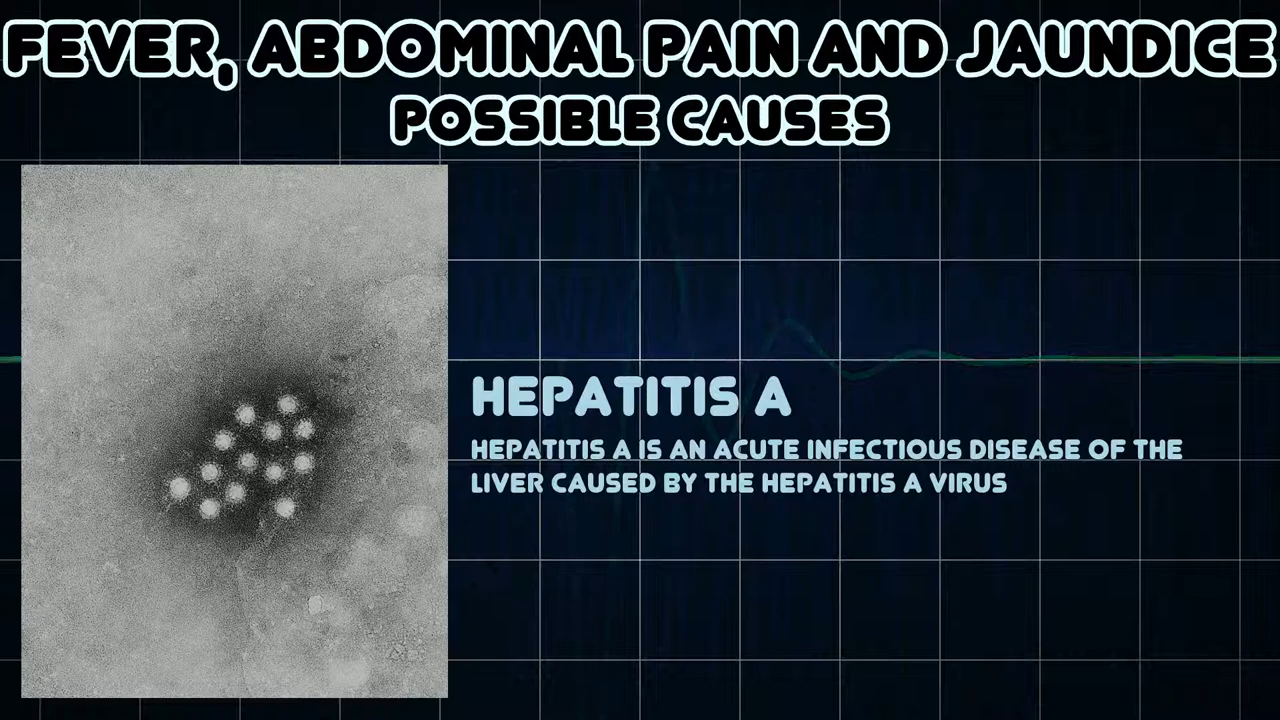 FEVER, ABDOMINAL PAIN AND JAUNDICE
POSSIBLE CAUSES
HEPATITIS A
HEPATITIS A IS AN ACUTE INFECTIOUS DISEASE OF THE
LIVER CAUSED BY THE HEPATITIS A VIRUS